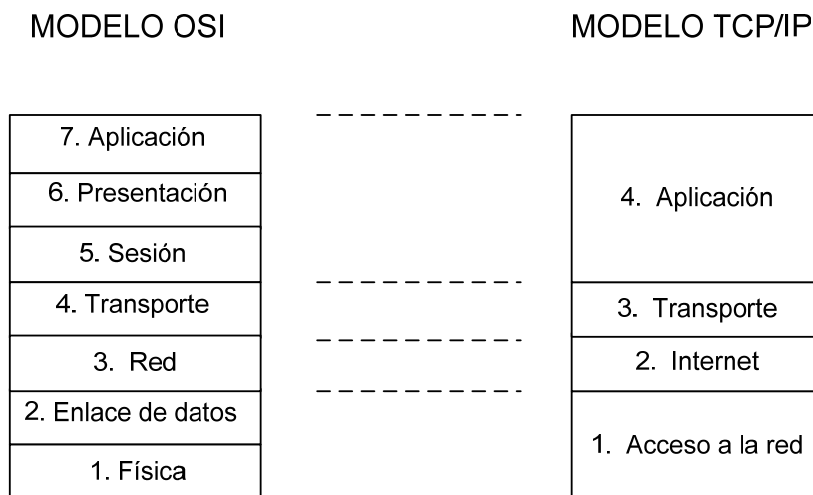 MODELO OSI
MODELO TCP/IP
7. Aplicación
6. Presentación
5. Sesión
4. Transporte
3. Red
2. Enlace de datos
1. Física
4. Aplicación
3. Transporte
2. Internet
1. Acceso a la red